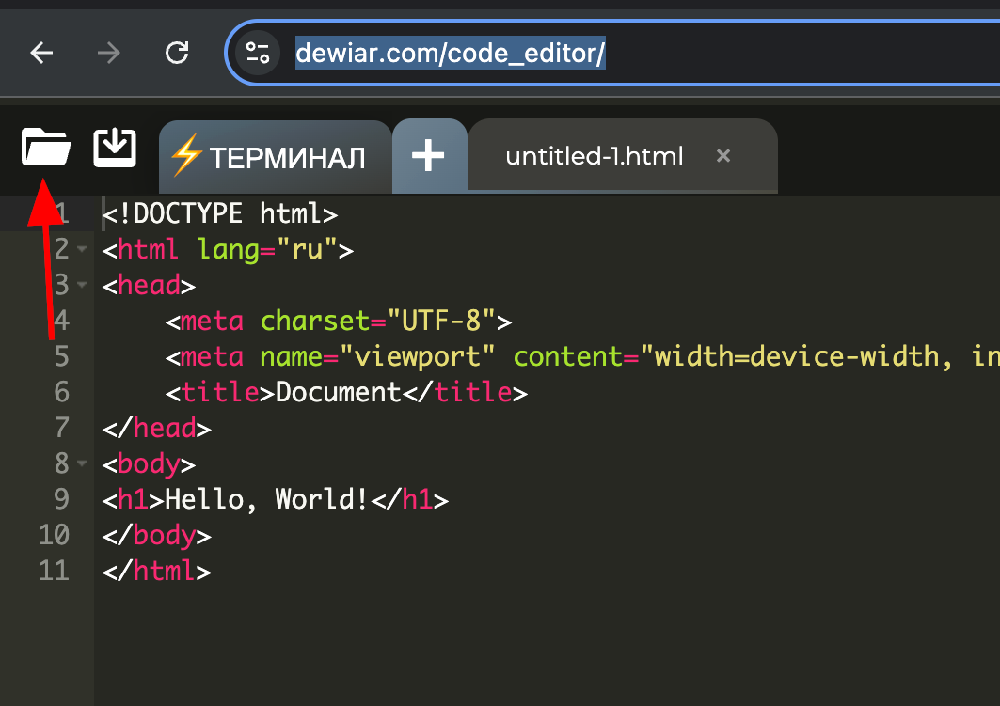 dewiar.com/code_editor/
⚡ТЕРМИНАЛ + untitled-1.html ×
1 <!DOCTYPE html>
2 <html lang="ru">
3 <head>
4 <meta charset="UTF-8">
5 <meta name="viewport" content="width=device-width, in
6 <title>Document</title>
7 </head>
8 <body>
9 <h1>Hello, World!</h1>
10 </body>
11 </html>